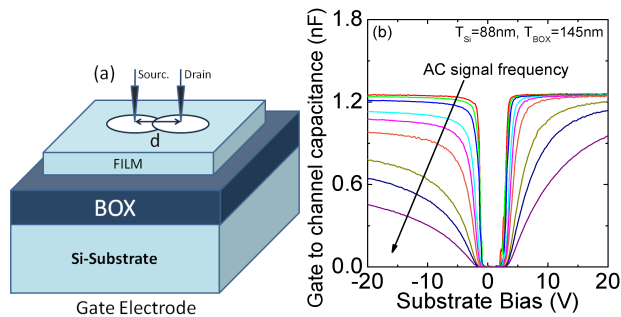 (a)
Sourc. Drain
d
FILM
BOX
Si-Substrate
Gate Electrode
Gate to channel capacitance (nF)
1.8
1.2
0.6
0.0
(b) T_Si=88nm, T_BOX=145nm
AC signal frequency
-20 -10 0 10 20
Substrate Bias (V)